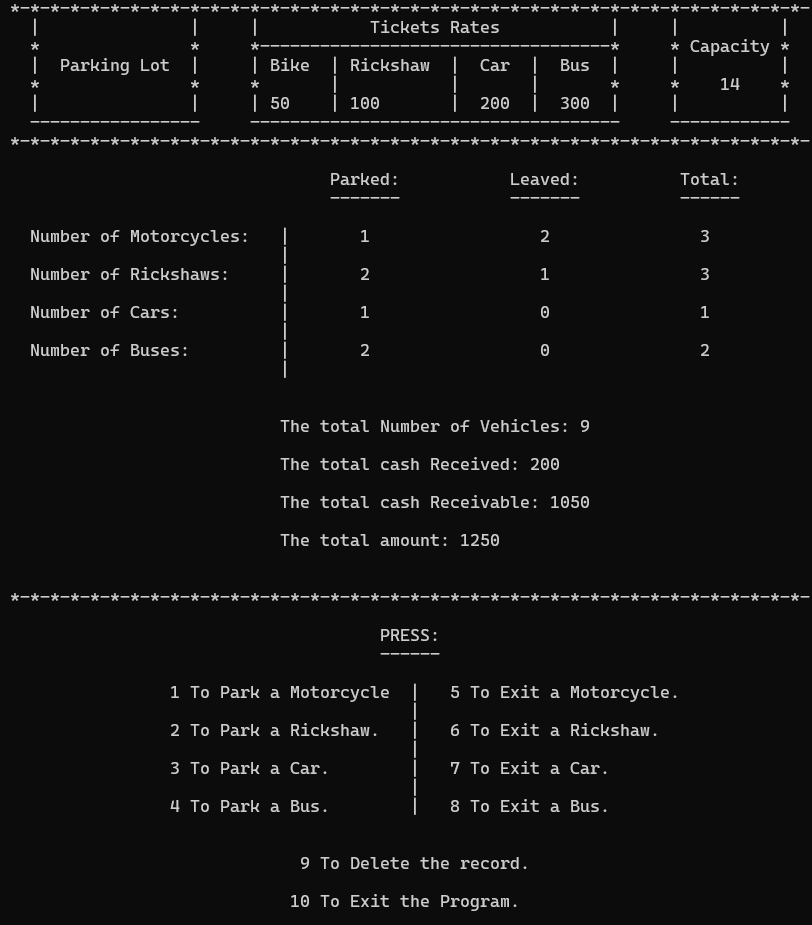 Tickets Rates
Parking Lot
Bike | Rickshaw | Car | Bus
50 | 100 | 200 | 300
Capacity
14
Parked: Leaved: Total:
Number of Motorcycles: | 1 2 3
Number of Rickshaws: | 2 1 3
Number of Cars: | 1 0 1
Number of Buses: | 2 0 2
The total Number of Vehicles: 9
The total cash Received: 200
The total cash Receivable: 1050
The total amount: 1250
PRESS:
1 To Park a Motorcycle | 5 To Exit a Motorcycle.
2 To Park a Rickshaw. | 6 To Exit a Rickshaw.
3 To Park a Car. | 7 To Exit a Car.
4 To Park a Bus. | 8 To Exit a Bus.
9 To Delete the record.
10 To Exit the Program.